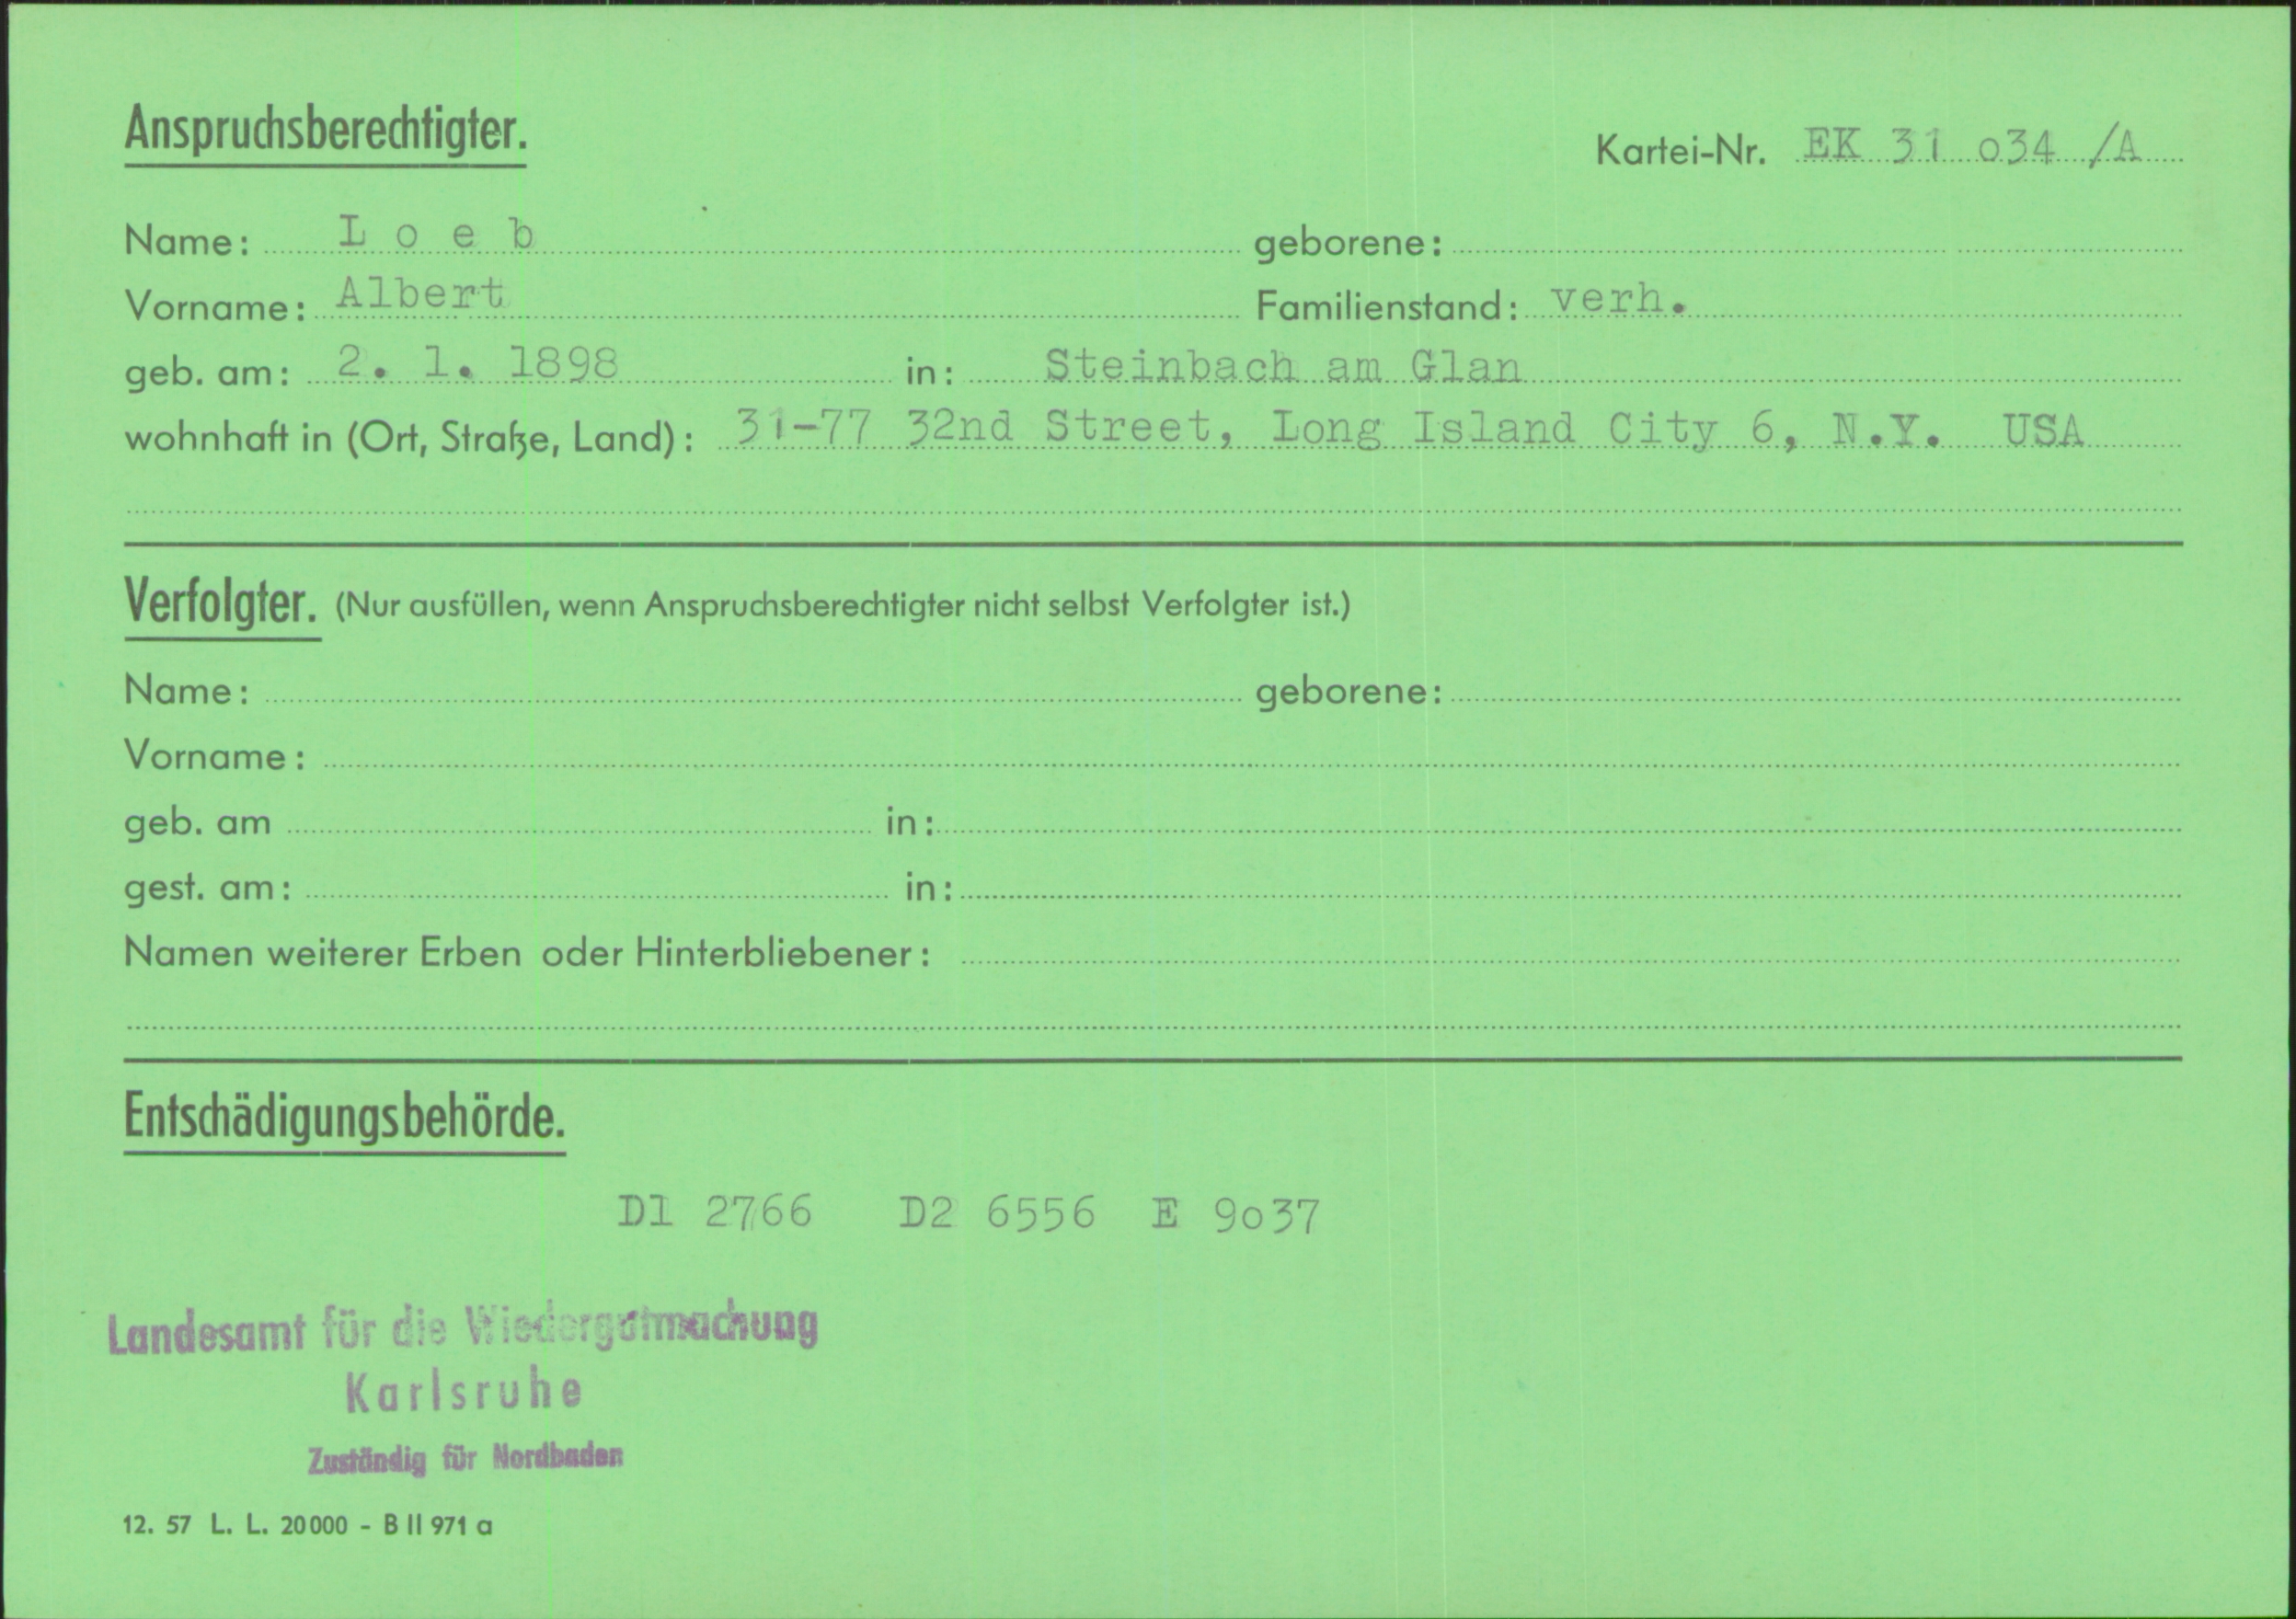 Anspruchsberechtigter.
Kartei-Nr. EK 31 o34 /A
Name: L o e b geborene:
Vorname: Albert Familienstand: verh.
geb. am: 2. 1. 1898 in: Steinbach am Glan
wohnhaft in (Ort, Straße, Land): 31-77 32nd Street, Long Island City 6, N.Y. USA
Verfolgter. (Nur ausfüllen, wenn Anspruchsberechtigter nicht selbst Verfolgter ist.)
Name: geborene:
Vorname:
geb. am in:
gest. am: in:
Namen weiterer Erben oder Hinterbliebener:
Entschädigungsbehörde.
D1 2766 D2 6556 E 9o37
Landesamt für die Wiedergutmachung
Karlsruhe
Zuständig für Nordbaden
12. 57 L. L. 20000 - B II 971 a